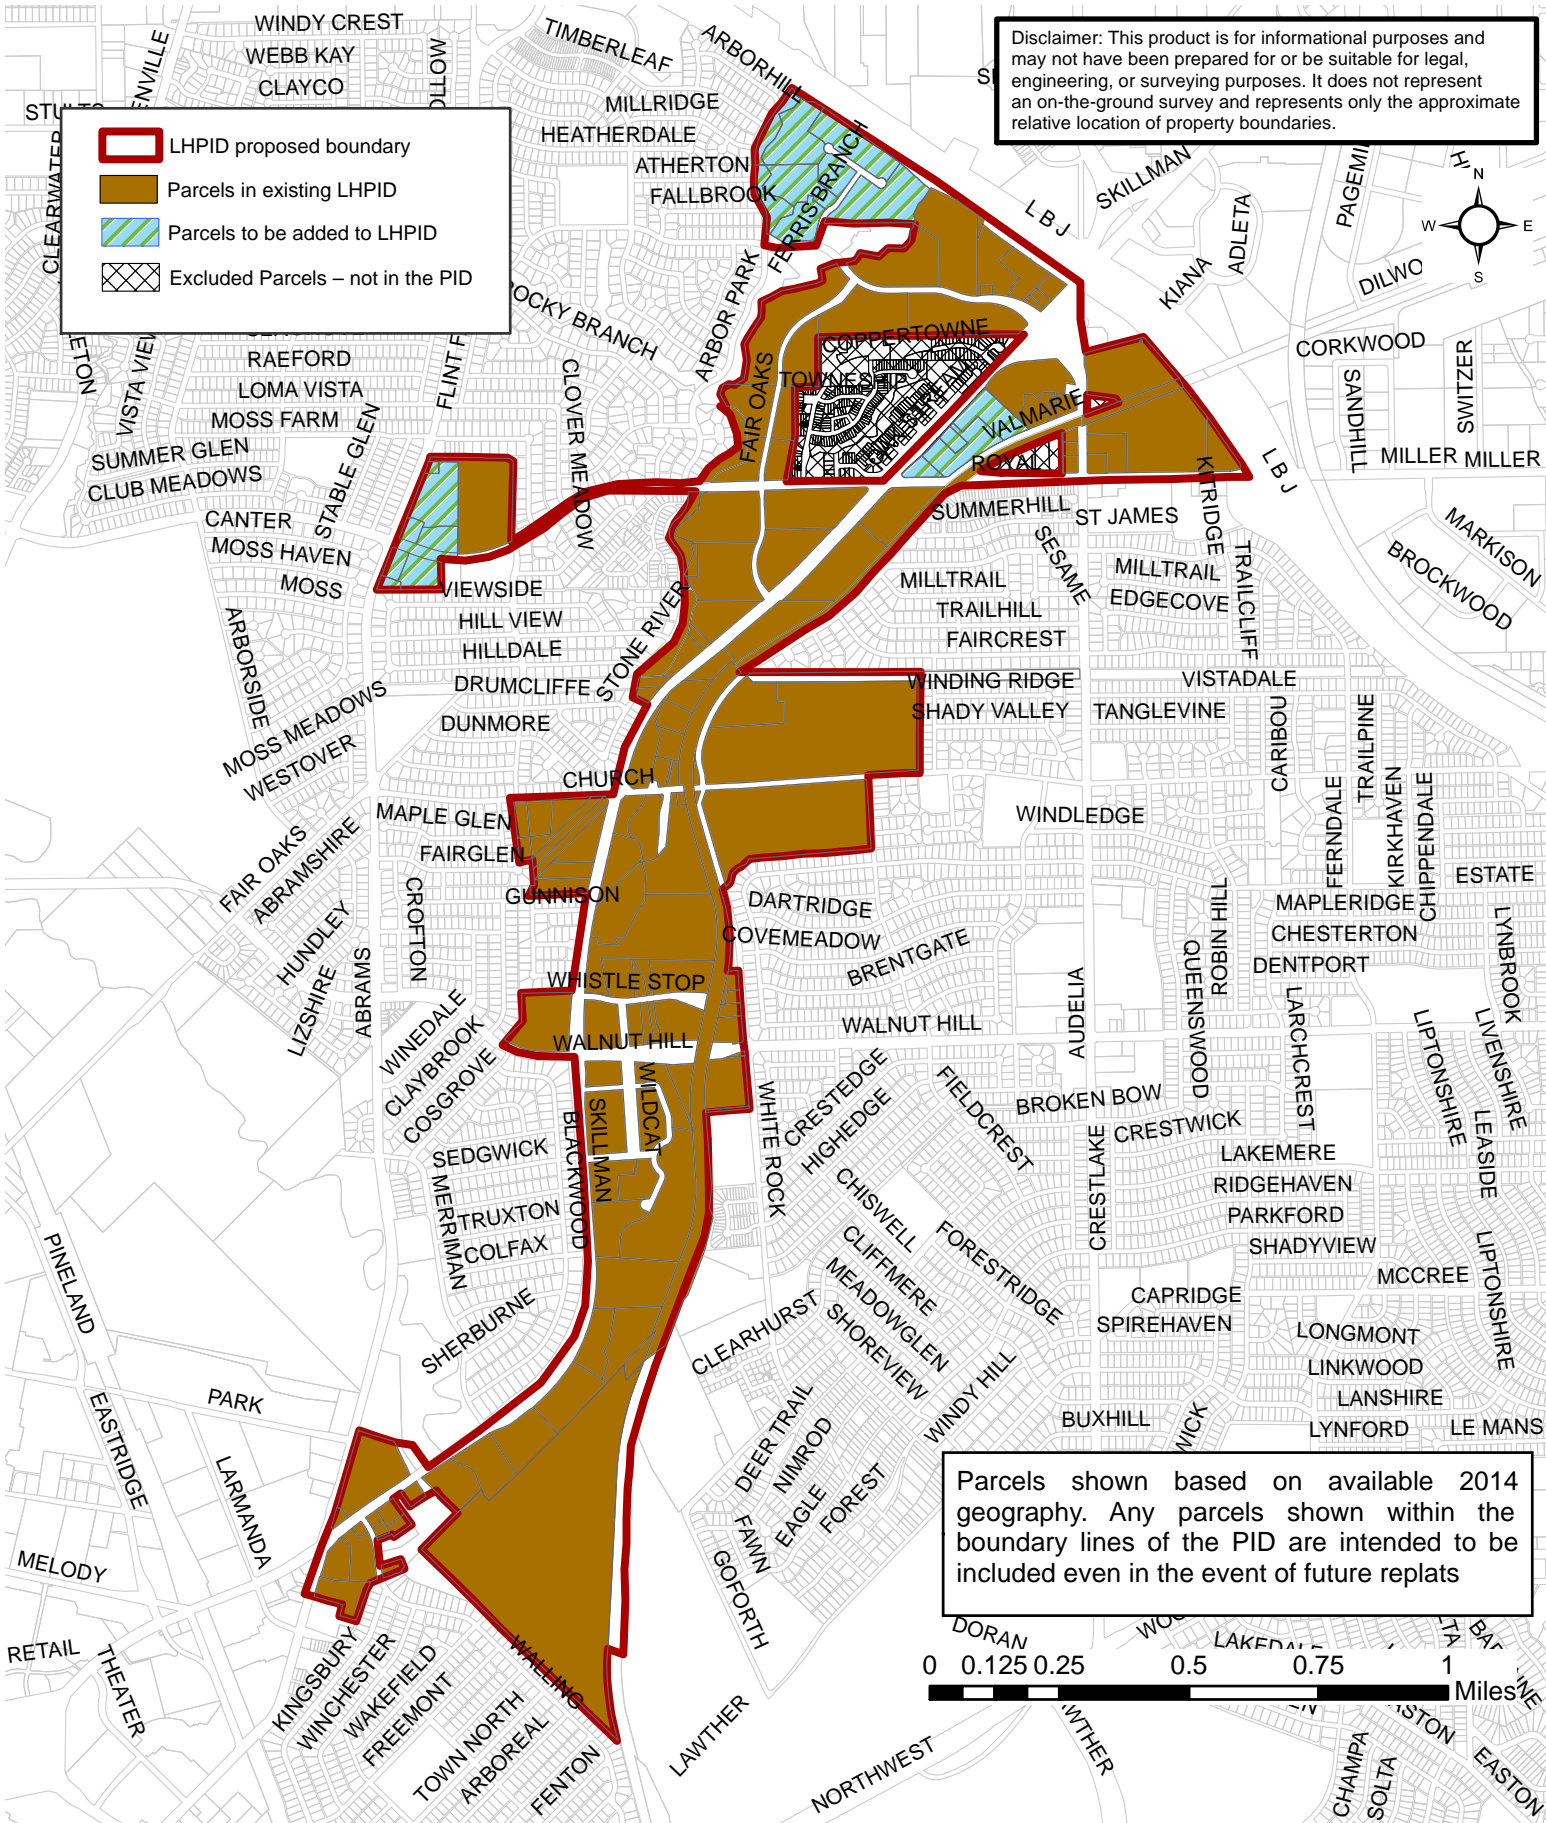 WINDY CREST
WEBB KAY
CLAYCO
TIMBERLEAF
ARBORHILL
MILLRIDGE
HEATHERDALE
ATHERTON
FALLBROOK
FERRIS BRANCH
Disclaimer: This product is for informational purposes and
may not have been prepared for or be suitable for legal,
engineering, or surveying purposes. It does not represent
an on-the-ground survey and represents only the approximate
relative location of property boundaries.
LHPID proposed boundary
Parcels in existing LHPID
Parcels to be added to LHPID
Excluded Parcels – not in the PID
CLEARWATER
L B J
SKILLMAN
ADLETA
KIANA
N
W
E
S
ROCKY BRANCH
ARBOR PARK
COPPERTOWNE
TOWNESHIP
FAIR OAKS
VALMARIE
ROYAL
CORKWOOD
SANDHILL
SWITZER
MILLER
MILLER
L B J
KITRIDGE
MARKISON
BROCKWOOD
RAEFORD
LOMA VISTA
MOSS FARM
SUMMER GLEN
CLUB MEADOWS
STABLE GLEN
CLOVER MEADOW
CANTER
MOSS HAVEN
MOSS
VIEWSIDE
HILL VIEW
HILLDALE
DRUMCLIFFE
DUNMORE
STONE RIVER
ARBORSIDE
MOSS MEADOWS
WESTOVER
SUMMERHILL
ST JAMES
SESAME
MILLTRAIL
TRAILHILL
FAIRCREST
MILLTRAIL
EDGECOVE
TRAILCLIFF
WINDING RIDGE
SHADY VALLEY
VISTADALE
TANGLEVINE
CARIBOU
TRAILPINE
CHURCH
MAPLE GLEN
FAIRGLEN
GUNNISON
FAIR OAKS
ABRAMSHIRE
HUNDLEY
LIZSHIRE
ABRAMS
CROFTON
WINDLEDGE
FERNDALE
KIRKHAVEN
CHIPPENDALE
ESTATE
MAPLERIDGE
CHESTERTON
DENTPORT
ROBIN HILL
QUEENSWOOD
LYNBROOK
DARTRIDGE
COVEMEADOW
BRENTGATE
WHISTLE STOP
WALNUT HILL
WALNUT HILL
AUDELIA
LARCHCREST
LIPTONSHIRE
LIVENSHIRE
LEASIDE
WINEDALE
CLAYBROOK
COSGROVE
SEDGWICK
MERRIMAN
TRUXTON
COLFAX
SHERBURNE
BLACKWOOD
SKILLMAN
WILDCAT
WHITE ROCK
CRESTEDGE
HIGHEDGE
FIELDCREST
BROKEN BOW
CRESTWICK
CRESTLAKE
LAKEMERE
RIDGEHAVEN
PARKFORD
SHADYVIEW
MCCREE
LIPTONSHIRE
CHISWELL
CLIFFMERE
MEADOWGLEN
SHOREVIEW
FORESTRIDGE
CLEARHURST
CAPRIDGE
SPIREHAVEN
LONGMONT
LINKWOOD
LANSHIRE
LYNFORD
LE MANS
BUXHILL
WINDY HILL
PINELAND
EASTRIDGE
PARK
LARMANDA
MELODY
RETAIL
THEATER
DEER TRAIL
NIMROD
EAGLE
FOREST
FAWN
GOFORTH
Parcels shown based on available 2014
geography. Any parcels shown within the
boundary lines of the PID are intended to be
included even in the event of future replats
DORAN
0 0.125 0.25 0.5 0.75 1
Miles
KINGSBURY
WINCHESTER
WAKEFIELD
FREEMONT
TOWN NORTH
ARBOREAL
FENTON
WALLING
LAWTHER
NORTHWEST
CHAMPA
SOLTA
EASTON